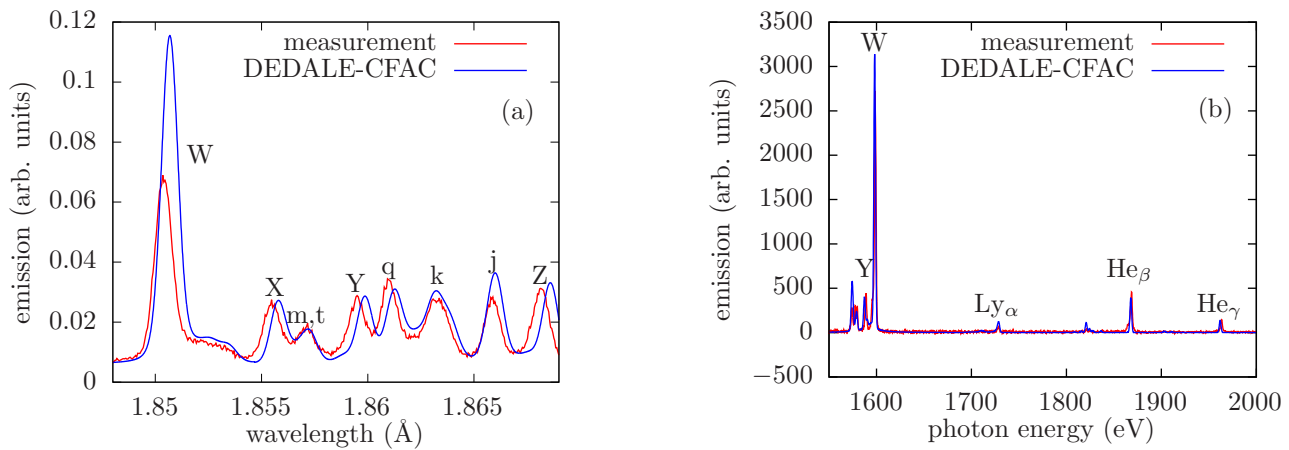 0.12
0.1
0.08
0.06
0.04
0.02
0
emission (arb. units)
1.85
1.855
1.86
1.865
wavelength (Å)
measurement
DEDALE-CFAC
(a)
W
X
m,t
Y
q
k
j
Z
3500
3000
2500
2000
1500
1000
500
0
−500
emission (arb. units)
1600
1700
1800
1900
2000
photon energy (eV)
W
measurement
DEDALE-CFAC
(b)
Y
Lyα
Heβ
Heγ